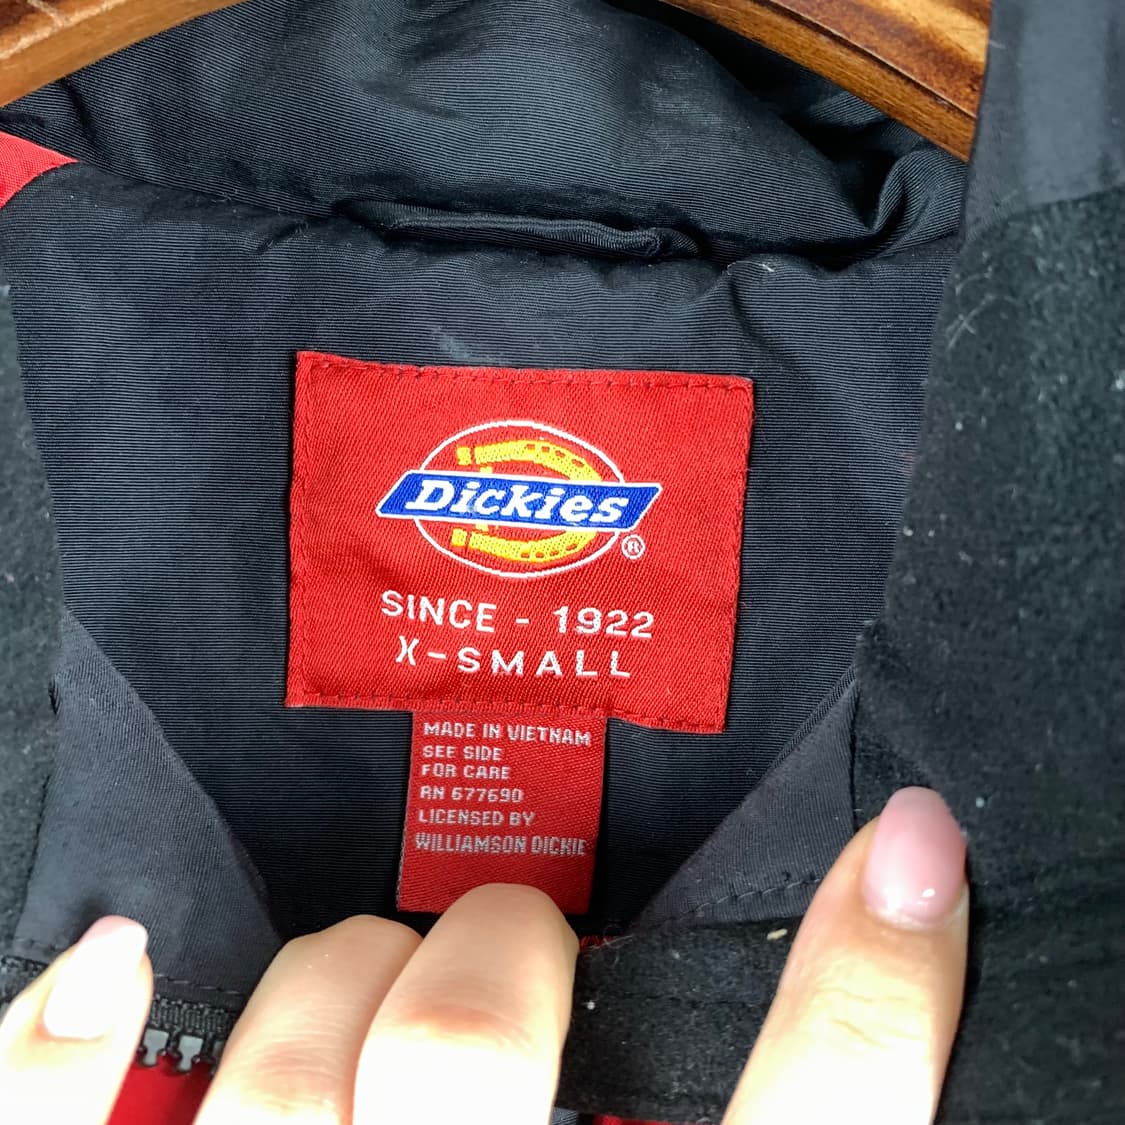 Dickies
®
SINCE - 1922
X-SMALL
MADE IN VIETNAM
SEE SIDE
FOR CARE
RN 677690
LICENSED BY
WILLIAMSON DICKIE